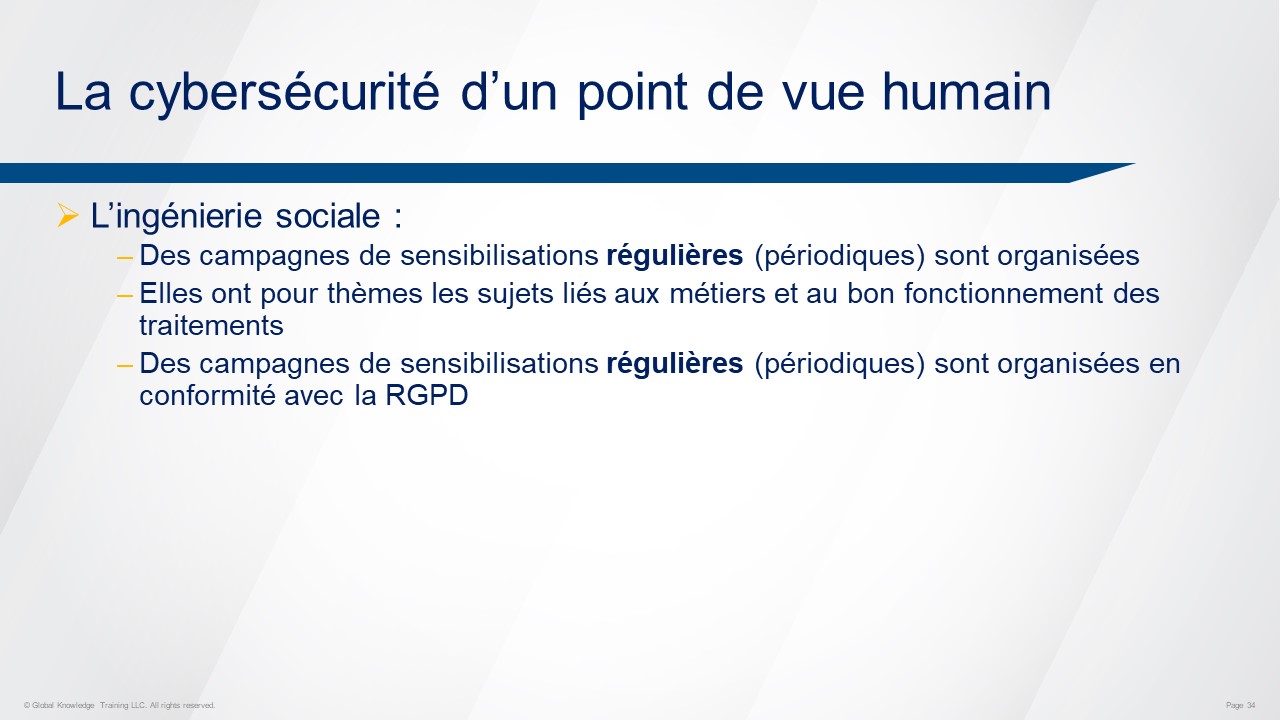 La cybersécurité d’un point de vue humain
L’ingénierie sociale :
– Des campagnes de sensibilisations régulières (périodiques) sont organisées
– Elles ont pour thèmes les sujets liés aux métiers et au bon fonctionnement des
traitements
– Des campagnes de sensibilisations régulières (périodiques) sont organisées en
conformité avec la RGPD
© Global Knowledge Training LLC. All rights reserved.
Page 34